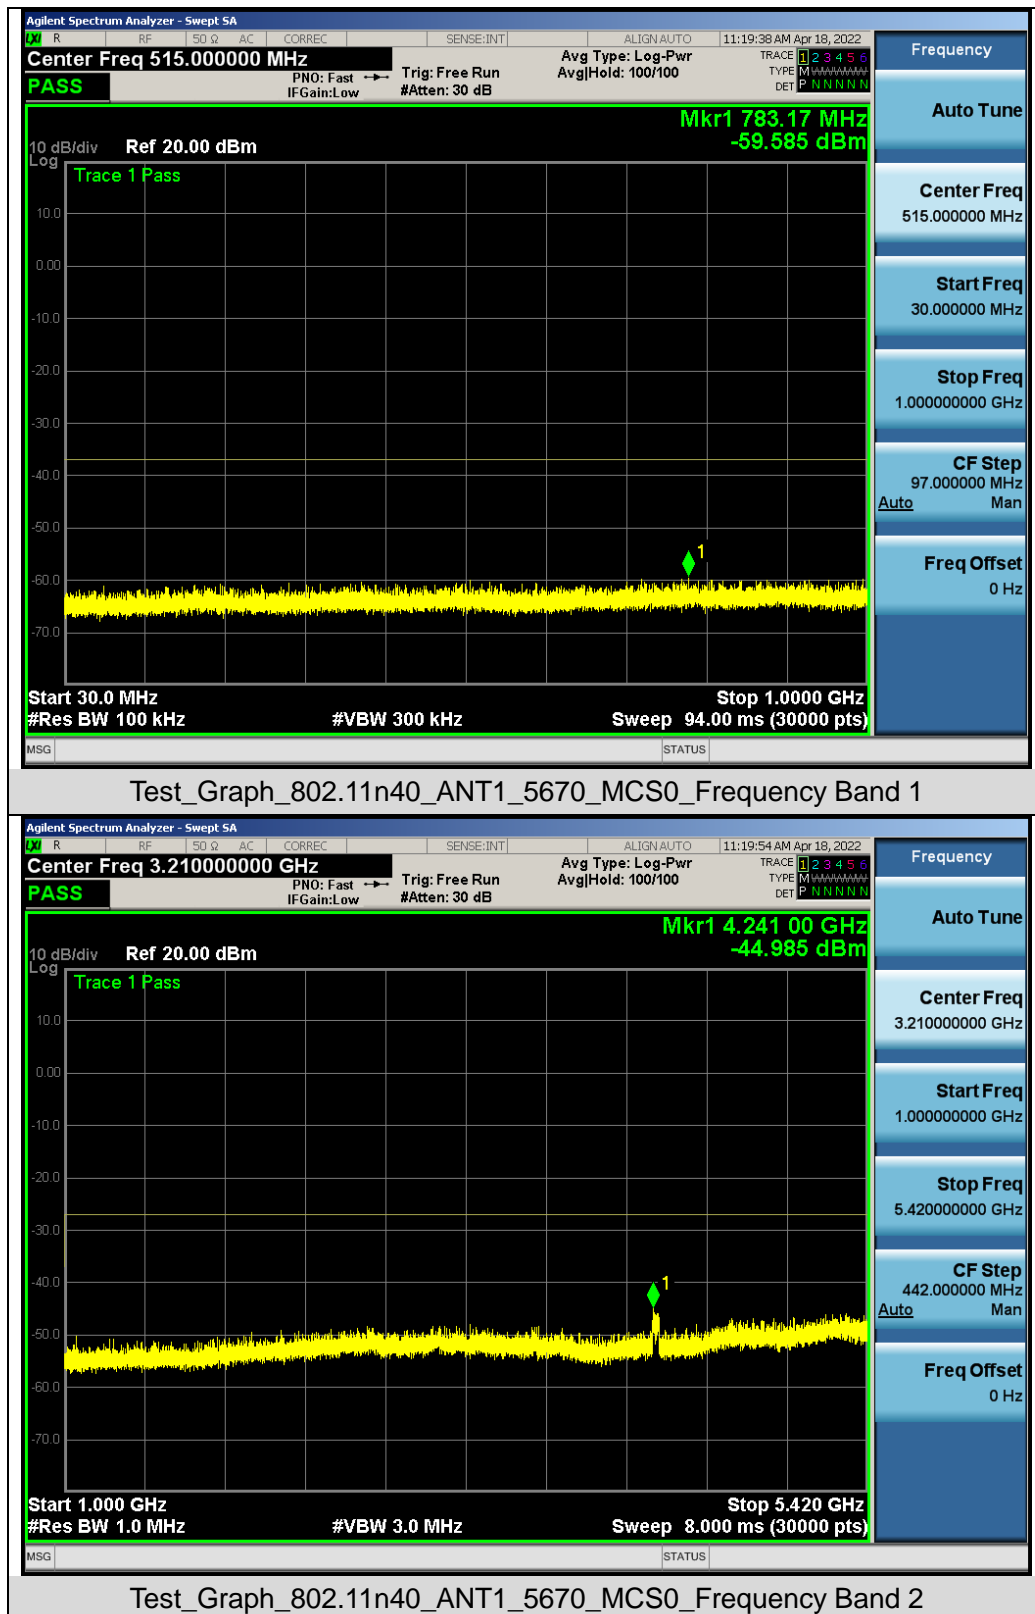 Agilent Spectrum Analyzer - Swept SA
LXI R RF 50 Ω AC CORREC SENSE:INT ALIGN AUTO 11:19:38 AM Apr 18, 2022
Center Freq 515.000000 MHz
PASS
PNO: Fast
IFGain:Low
Trig: Free Run
#Atten: 30 dB
Avg Type: Log-Pwr
Avg|Hold: 100/100
TRACE 1 2 3 4 5 6
TYPE M WWWWW
DET P N N N N N
Mkr1 783.17 MHz
-59.585 dBm
10 dB/div Ref 20.00 dBm
Log
Trace 1 Pass
10.0
0.00
-10.0
-20.0
-30.0
-40.0
-50.0
-60.0
-70.0
1
Start 30.0 MHz Stop 1.0000 GHz
#Res BW 100 kHz #VBW 300 kHz Sweep 94.00 ms (30000 pts)
MSG STATUS
Frequency
Auto Tune
Center Freq
515.000000 MHz
Start Freq
30.000000 MHz
Stop Freq
1.000000000 GHz
CF Step
97.000000 MHz
Auto Man
Freq Offset
0 Hz
Test_Graph_802.11n40_ANT1_5670_MCS0_Frequency Band 1
Agilent Spectrum Analyzer - Swept SA
LXI R RF 50 Ω AC CORREC SENSE:INT ALIGN AUTO 11:19:54 AM Apr 18, 2022
Center Freq 3.210000000 GHz
PASS
PNO: Fast
IFGain:Low
Trig: Free Run
#Atten: 30 dB
Avg Type: Log-Pwr
Avg|Hold: 100/100
TRACE 1 2 3 4 5 6
TYPE M WWWWW
DET P N N N N N
Mkr1 4.241 00 GHz
-44.985 dBm
10 dB/div Ref 20.00 dBm
Log
Trace 1 Pass
10.0
0.00
-10.0
-20.0
-30.0
-40.0
-50.0
-60.0
-70.0
1
Start 1.000 GHz Stop 5.420 GHz
#Res BW 1.0 MHz #VBW 3.0 MHz Sweep 8.000 ms (30000 pts)
MSG STATUS
Frequency
Auto Tune
Center Freq
3.210000000 GHz
Start Freq
1.000000000 GHz
Stop Freq
5.420000000 GHz
CF Step
442.000000 MHz
Auto Man
Freq Offset
0 Hz
Test_Graph_802.11n40_ANT1_5670_MCS0_Frequency Band 2